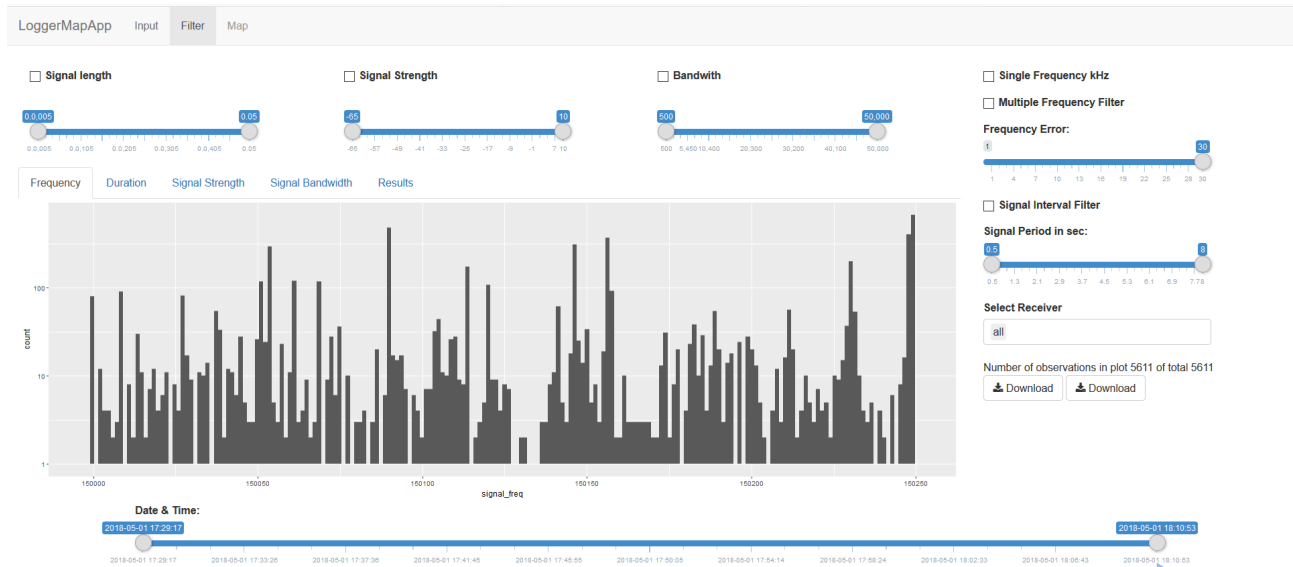 LoggerMapApp Input Filter Map
Signal length
0.0,005 0.05
0.0,005 0.0,105 0.0,205 0.0,305 0.0,405 0.05
Signal Strength
-65 10
-66 -57 -49 -41 -33 -25 -17 -9 -1 7 10
Bandwith
500 50,000
500 5,450 10,400 20,300 30,200 40,100 50,000
Single Frequency kHz
Multiple Frequency Filter
Frequency Error:
1 30
1 4 7 10 13 16 19 22 25 28 30
Signal Interval Filter
Signal Period in sec:
0.5 8
0.5 1.3 2.1 2.9 3.7 4.5 5.3 6.1 6.9 7.78
Select Receiver
all
Number of observations in plot 5611 of total 5611
Download Download
Frequency Duration Signal Strength Signal Bandwidth Results
count
100
10
1
150000 150050 150100 150150 150200 150250
signal_freq
Date & Time:
2018-05-01 17:29:17 2018-05-01 18:10:53
2018-05-01 17:29:17 2018-05-01 17:33:26 2018-05-01 17:37:36 2018-05-01 17:41:45 2018-05-01 17:45:55 2018-05-01 17:50:05 2018-05-01 17:54:14 2018-05-01 17:58:24 2018-05-01 18:02:33 2018-05-01 18:06:43 2018-05-01 18:10:53